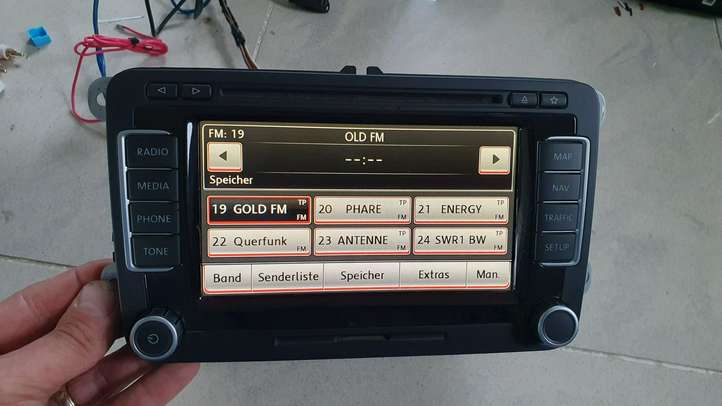 FM: 19 OLD FM
--:--
Speicher
19 GOLD FM TP FM
20 PHARE TP FM
21 ENERGY TP FM
22 Querfunk FM
23 ANTENNE TP FM
24 SWR1 BW TP FM
Band Senderliste Speicher Extras Man.
RADIO
MEDIA
PHONE
TONE
MAP
NAV
TRAFFIC
SETUP